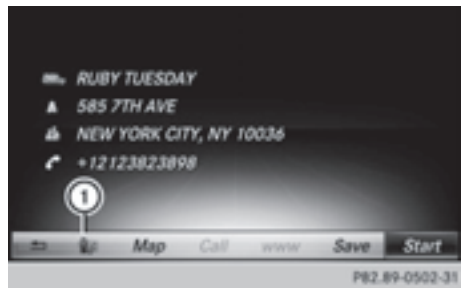 RUBY TUESDAY
585 7TH AVE
NEW YORK CITY, NY 10036
+12123823898
1
Map Call www Save Start
P82.89-0502-31